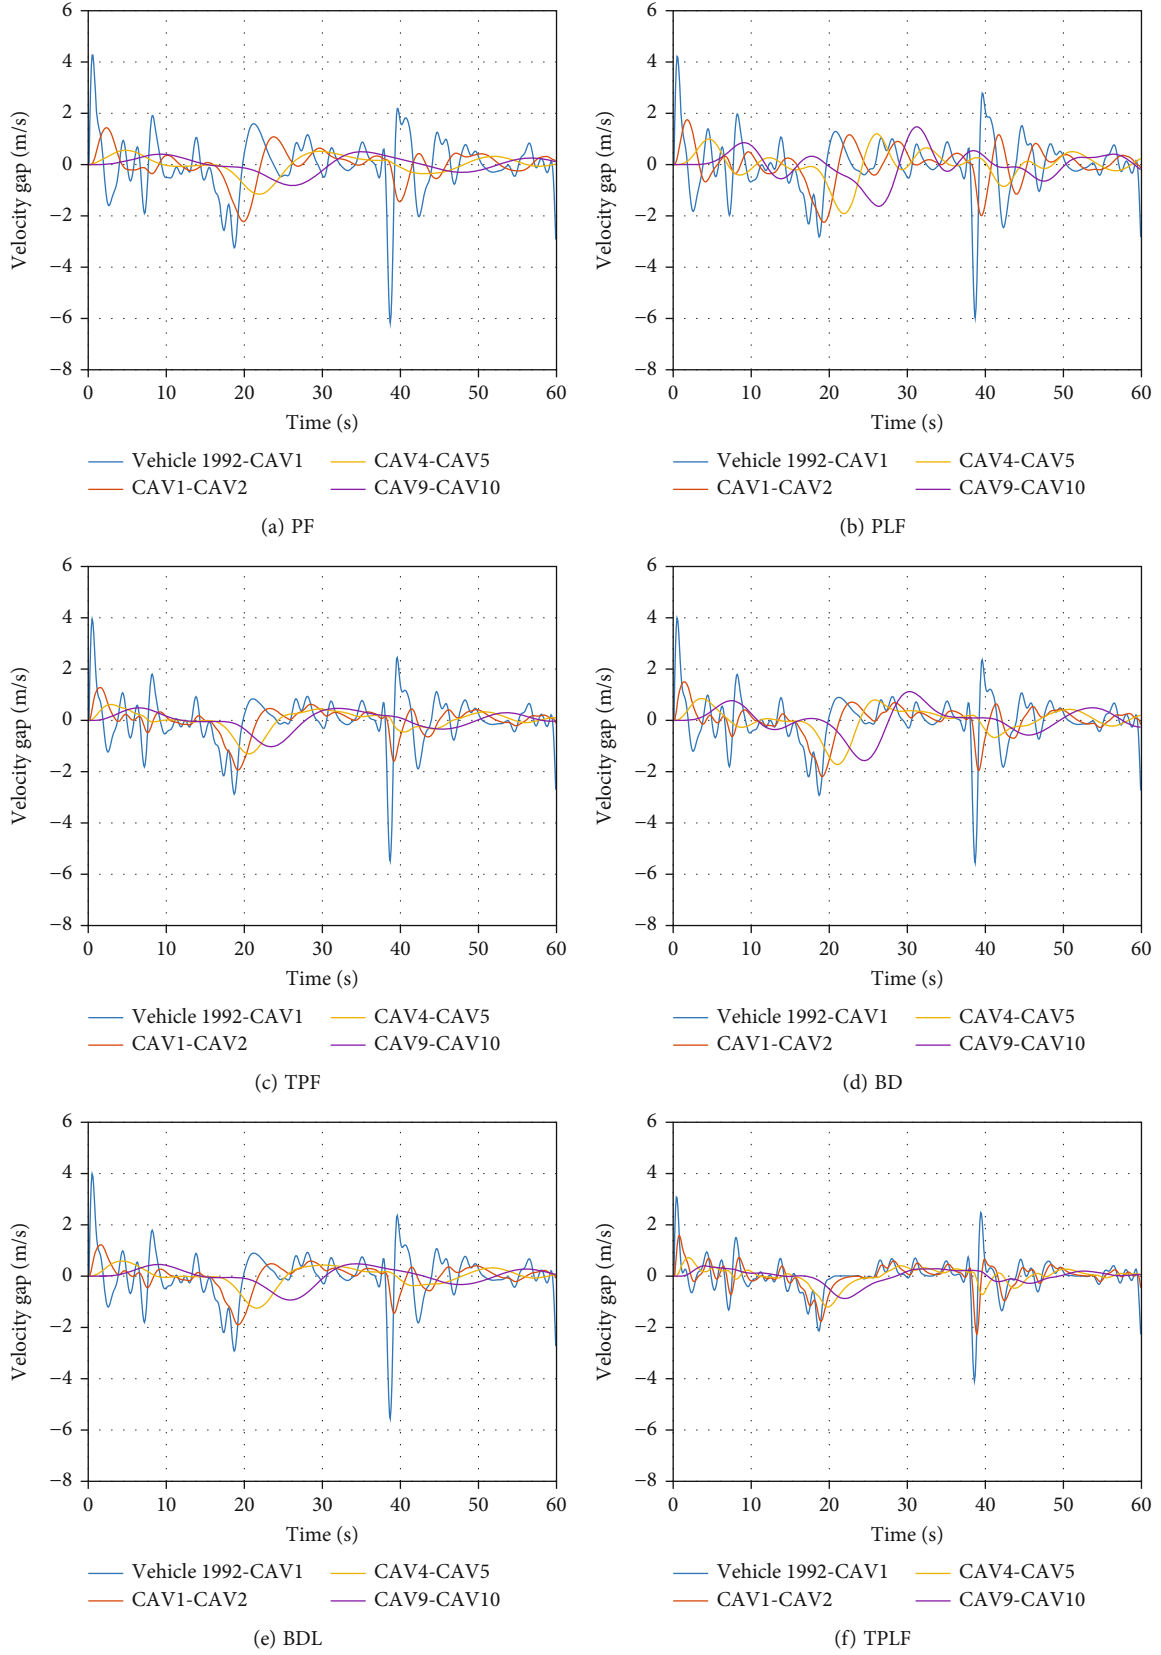 6
4
2
0
−2
−4
−6
−8
Velocity gap (m/s)
0 10 20 30 40 50 60
Time (s)
Vehicle 1992-CAV1 CAV4-CAV5
CAV1-CAV2 CAV9-CAV10
(a) PF
6
4
2
0
−2
−4
−6
−8
Velocity gap (m/s)
0 10 20 30 40 50 60
Time (s)
Vehicle 1992-CAV1 CAV4-CAV5
CAV1-CAV2 CAV9-CAV10
(b) PLF
6
4
2
0
−2
−4
−6
−8
Velocity gap (m/s)
0 10 20 30 40 50 60
Time (s)
Vehicle 1992-CAV1 CAV4-CAV5
CAV1-CAV2 CAV9-CAV10
(c) TPF
6
4
2
0
−2
−4
−6
−8
Velocity gap (m/s)
0 10 20 30 40 50 60
Time (s)
Vehicle 1992-CAV1 CAV4-CAV5
CAV1-CAV2 CAV9-CAV10
(d) BD
6
4
2
0
−2
−4
−6
−8
Velocity gap (m/s)
0 10 20 30 40 50 60
Time (s)
Vehicle 1992-CAV1 CAV4-CAV5
CAV1-CAV2 CAV9-CAV10
(e) BDL
6
4
2
0
−2
−4
−6
−8
Velocity gap (m/s)
0 10 20 30 40 50 60
Time (s)
Vehicle 1992-CAV1 CAV4-CAV5
CAV1-CAV2 CAV9-CAV10
(f) TPLF